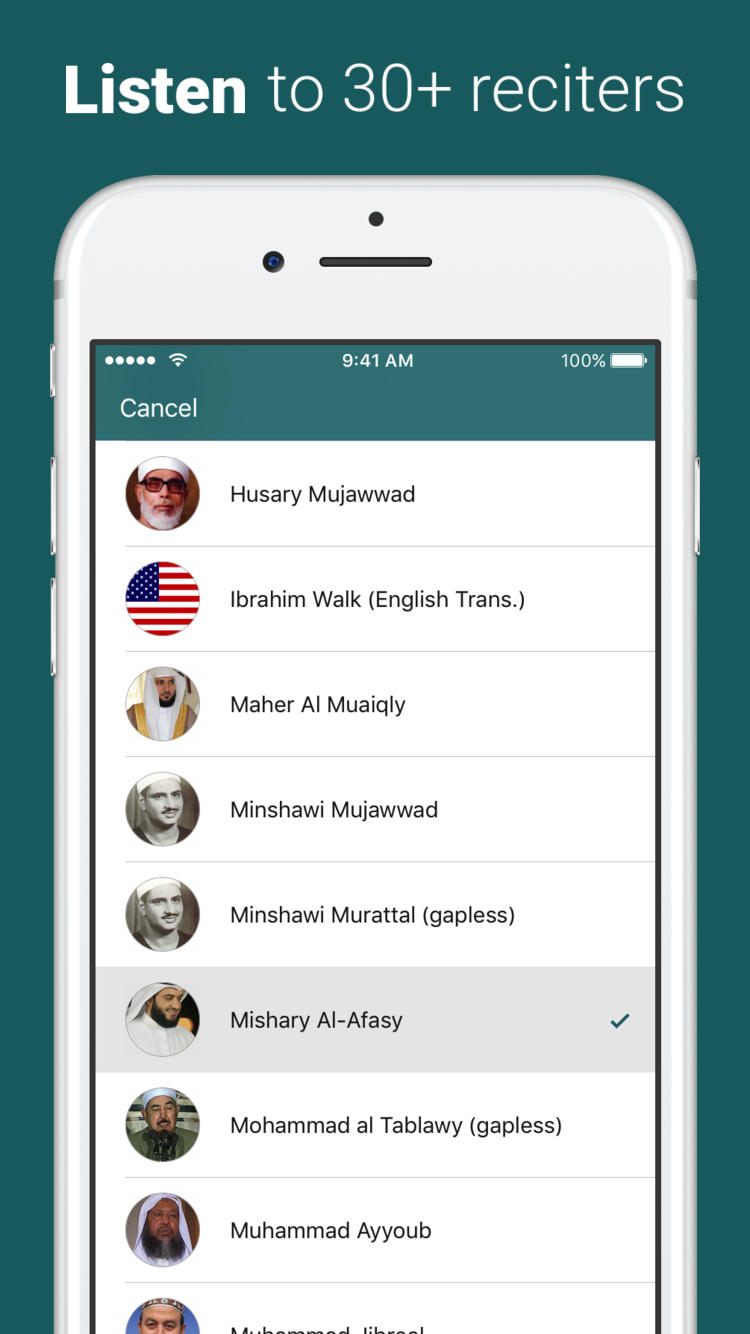 Listen to 30+ reciters
9:41 AM 100%
Cancel
Husary Mujawwad
Ibrahim Walk (English Trans.)
Maher Al Muaiqly
Minshawi Mujawwad
Minshawi Murattal (gapless)
Mishary Al-Afasy
Mohammad al Tablawy (gapless)
Muhammad Ayyoub